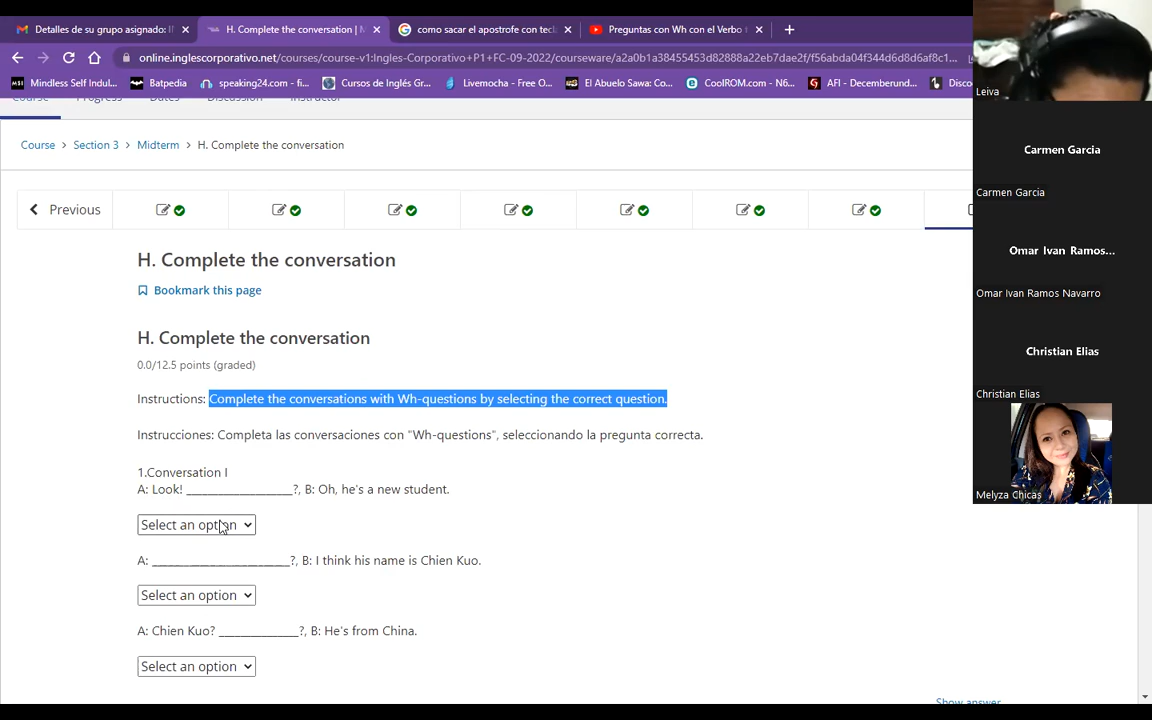 Detalles de su grupo asignado: I
H. Complete the conversation | M
como sacar el apostrofe con tecl
Preguntas con Wh con el Verbo t
online.inglescorporativo.net/courses/course-v1:Ingles-Corporativo+P1+FC-09-2022/courseware/a2a0b1a38455453d82888a22eb7dae2f/f56abda04f344d6d8d6af8c1...
Mindless Self Indul...
Batpedia
speaking24.com - fi...
Cursos de Inglés Gr...
Livemocha - Free O...
El Abuelo Sawa: Co...
CoolROM.com - N6...
AFI - Decemberund...
Disco
Course
Progress
Dates
Discussion
Instructor
Course > Section 3 > Midterm > H. Complete the conversation
Previous
H. Complete the conversation
Bookmark this page
H. Complete the conversation
0.0/12.5 points (graded)
Instructions: Complete the conversations with Wh-questions by selecting the correct question.
Instrucciones: Completa las conversaciones con "Wh-questions", seleccionando la pregunta correcta.
1.Conversation I
A: Look! ____________________?, B: Oh, he's a new student.
Select an option
A: __________________________?, B: I think his name is Chien Kuo.
Select an option
A: Chien Kuo? _______________?, B: He's from China.
Select an option
Show answer
Leiva
Carmen Garcia
Carmen Garcia
Omar Ivan Ramos...
Omar Ivan Ramos Navarro
Christian Elias
Christian Elias
Melyza Chicas